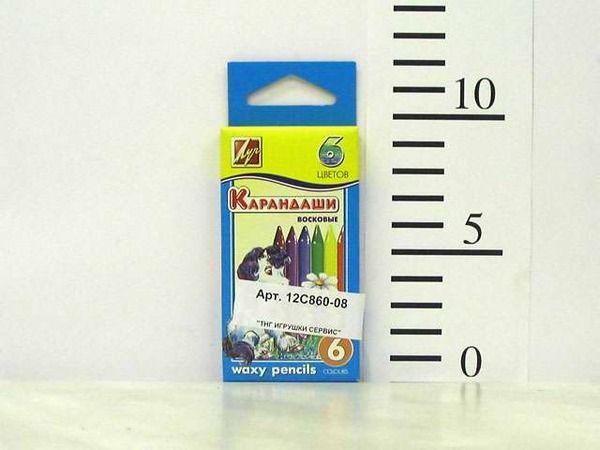 Луч
6
ЦВЕТОВ
КАРАНДАШИ
ВОСКОВЫЕ
Арт. 12С860-08
"ТНГ ИГРУШКИ СЕРВИС"
6
waxy pencils
COLOURS
10
5
0